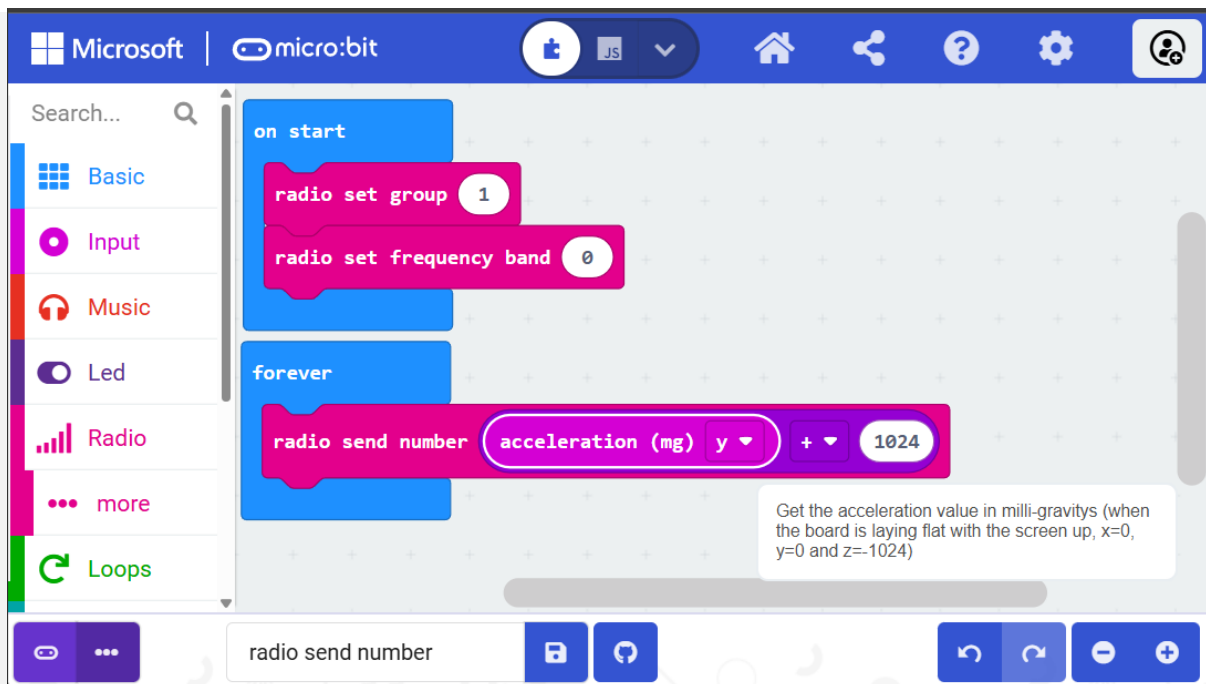 Microsoft | micro:bit JS
Search...
Basic
Input
Music
Led
Radio
more
Loops
on start
radio set group 1
radio set frequency band 0
forever
radio send number acceleration (mg) y + 1024
Get the acceleration value in milli-gravitys (when
the board is laying flat with the screen up, x=0,
y=0 and z=-1024)
radio send number